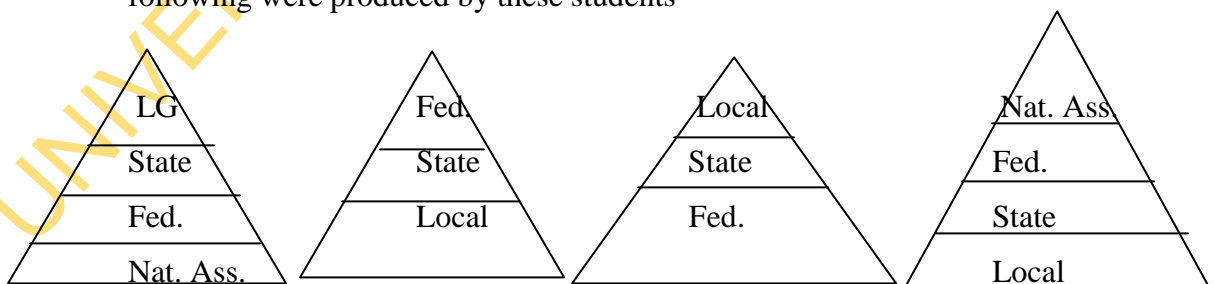 following were produced by these students
LG
State
Fed.
Nat. Ass.
Fed.
State
Local
Local
State
Fed.
Nat. Ass.
Fed.
State
Local